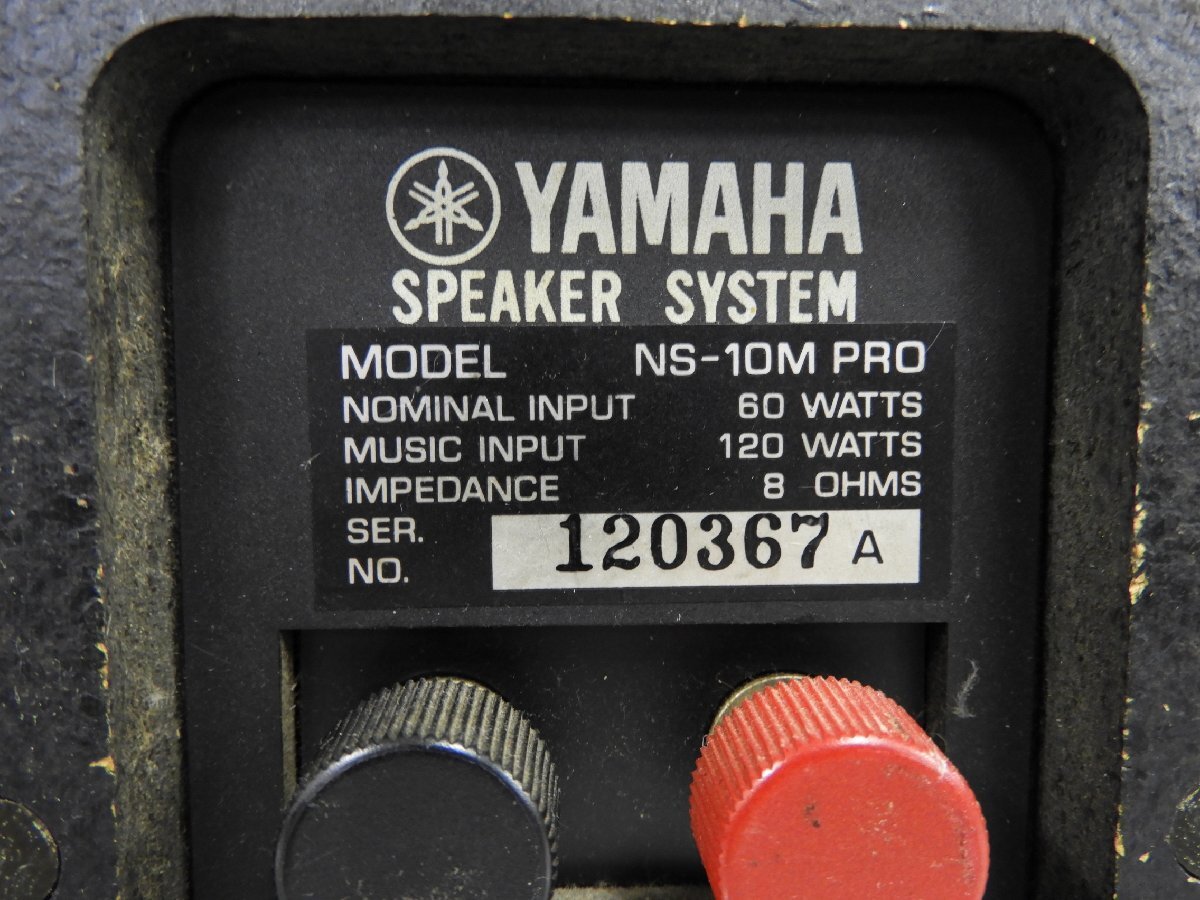 YAMAHA
SPEAKER SYSTEM
MODEL NS-10M PRO
NOMINAL INPUT 60 WATTS
MUSIC INPUT 120 WATTS
IMPEDANCE 8 OHMS
SER.
NO. 120367 A